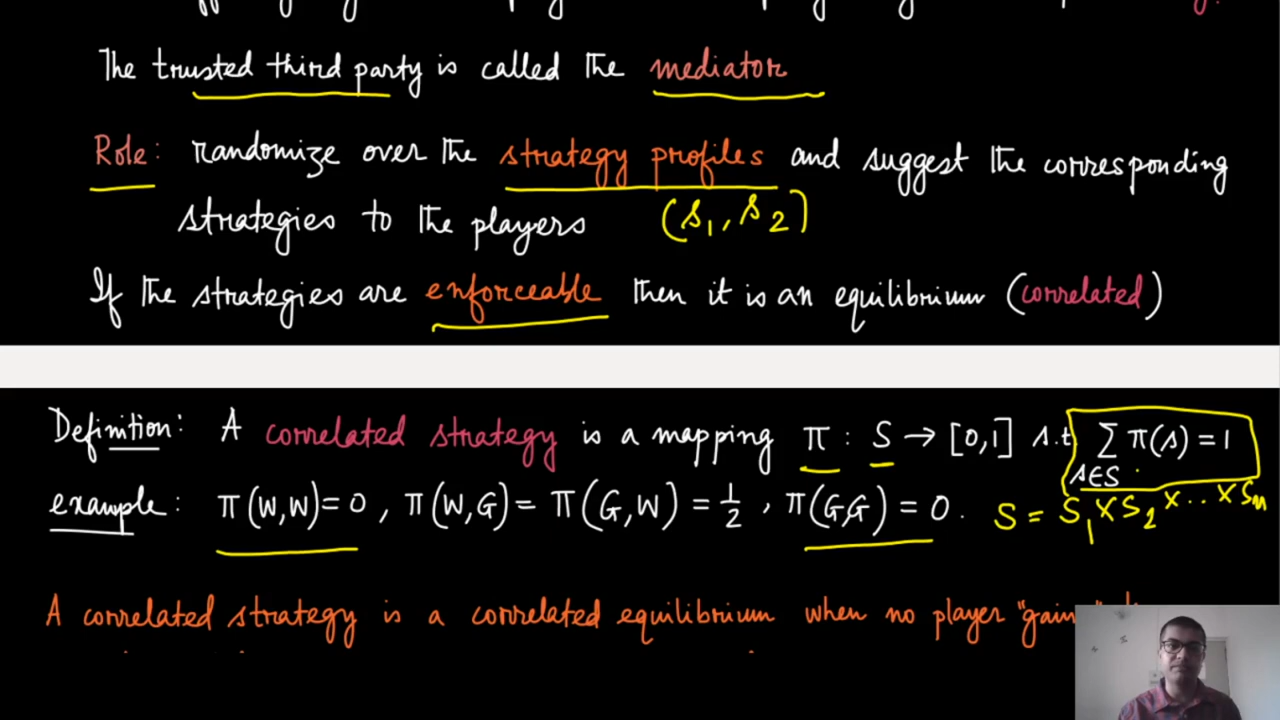 The trusted third party is called the mediator
Role: randomize over the strategy profiles and suggest the corresponding
strategies to the players (s₁, s₂)
If the strategies are enforceable then it is an equilibrium (correlated)
Definition: A correlated strategy is a mapping π : S → [0,1] s.t. ∑ π(s) = 1
s∈S
example: π(W,W) = 0, π(W,G) = π(G,W) = 1/2, π(G,G) = 0.
S = S₁ × S₂ × .. × Sₙ
A correlated strategy is a correlated equilibrium when no player "gains"